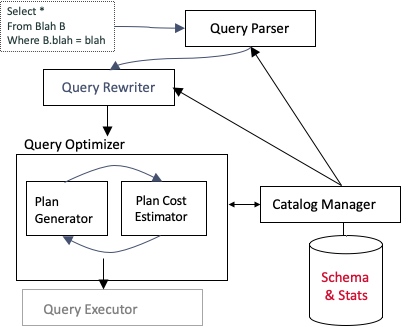 Select *
From Blah B
Where B.blah = blah
Query Parser
Query Rewriter
Query Optimizer
Plan
Generator
Plan Cost
Estimator
Catalog Manager
Schema
& Stats
Query Executor